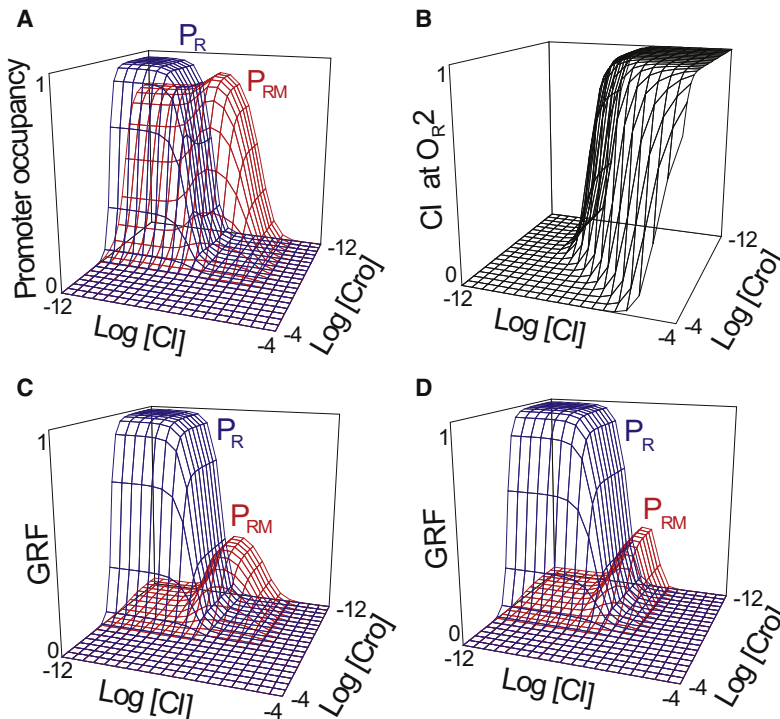 A
P_R
P_RM
1
Promoter occupancy
0
-12
Log [CI]
-4
-4
Log [Cro]
-12
B
1
CI at O_R2
0
-12
Log [CI]
-4
-4
Log [Cro]
-12
C
P_R
P_RM
1
GRF
0
-12
Log [CI]
-4
-4
Log [Cro]
-12
D
P_R
P_RM
1
GRF
0
-12
Log [CI]
-4
-4
Log [Cro]
-12